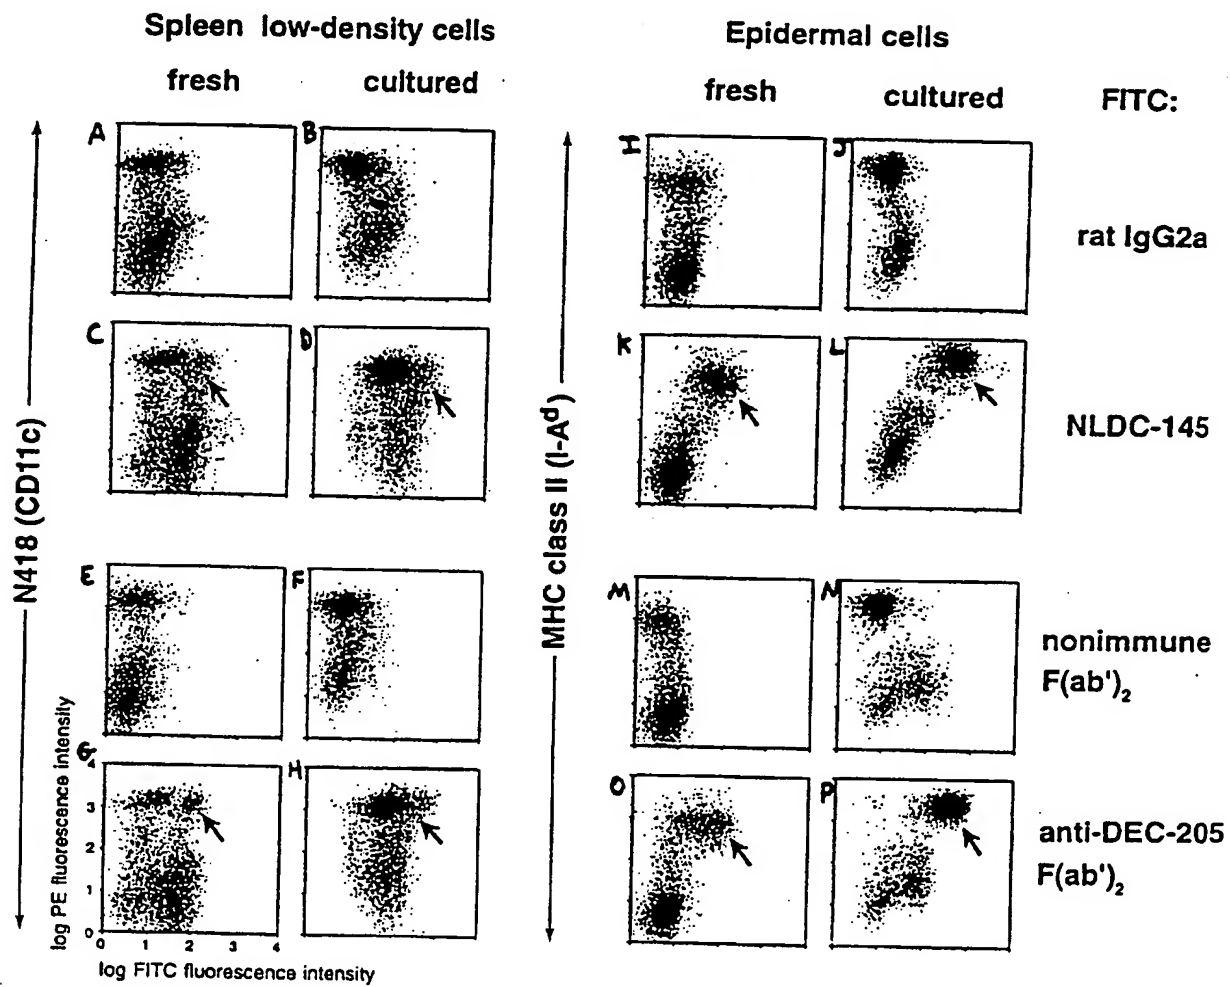 Spleen low-density cells
Epidermal cells
fresh
cultured
fresh
cultured
FITC:
A
B
I
J
rat IgG2a
C
D
K
L
NLDC-145
N418 (CD11c)
MHC class II (I-Aᵈ)
E
F
M
N
nonimmune
F(ab')₂
G
H
O
P
anti-DEC-205
F(ab')₂
log PE fluorescence intensity
4
3
2
1
0
0 1 2 3 4
log FITC fluorescence intensity